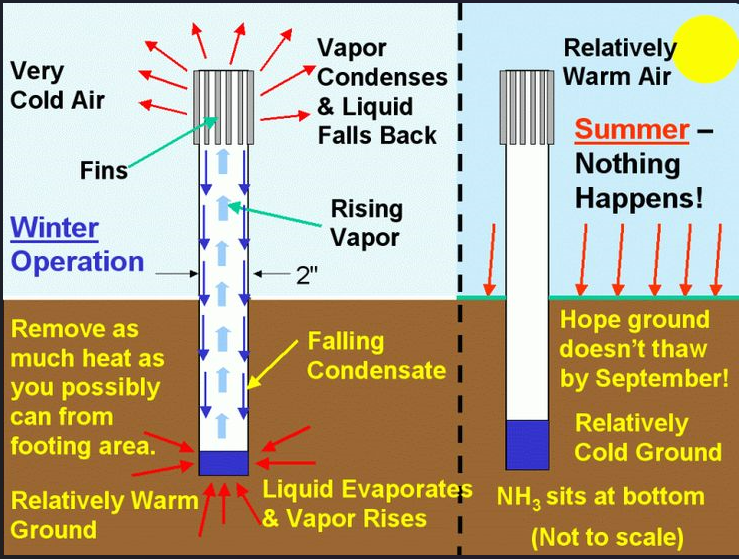 Very
Cold Air
Vapor
Condenses
& Liquid
Falls Back
Fins
Rising
Vapor
Winter
Operation
2"
Remove as
much heat as
you possibly
can from
footing area.
Falling
Condensate
Relatively Warm
Ground
Liquid Evaporates
& Vapor Rises
Relatively
Warm Air
Summer –
Nothing
Happens!
Hope ground
doesn't thaw
by September!
Relatively
Cold Ground
NH₃ sits at bottom
(Not to scale)